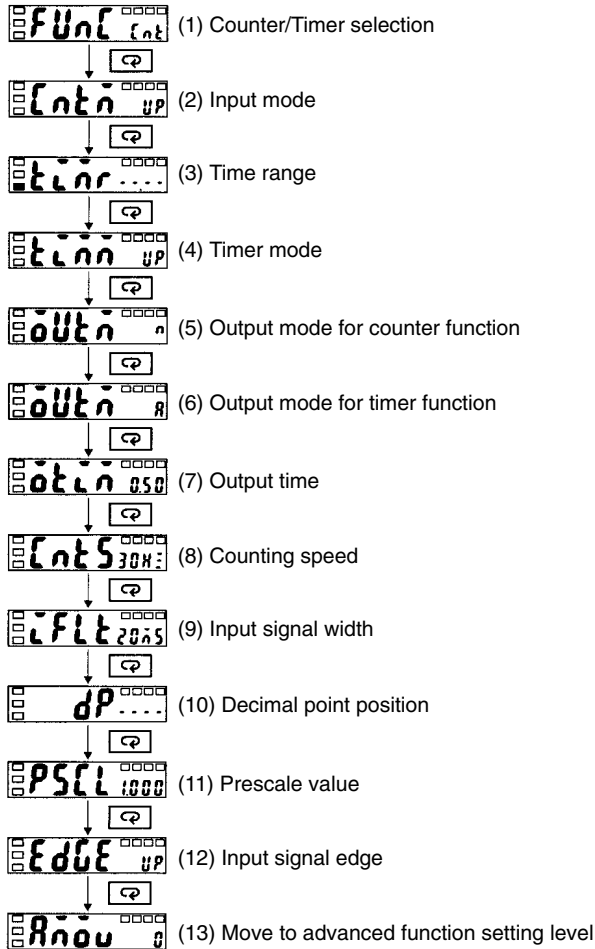 FUnC Cnt (1) Counter/Timer selection
Cntm UP (2) Input mode
timr ---- (3) Time range
timm UP (4) Timer mode
oUtm n (5) Output mode for counter function
oUtm A (6) Output mode for timer function
otim 0.50 (7) Output time
CntS 30Hz (8) Counting speed
iFLt 20mS (9) Input signal width
dP ---- (10) Decimal point position
PSCL 1.000 (11) Prescale value
EdGE UP (12) Input signal edge
Amov 0 (13) Move to advanced function setting level